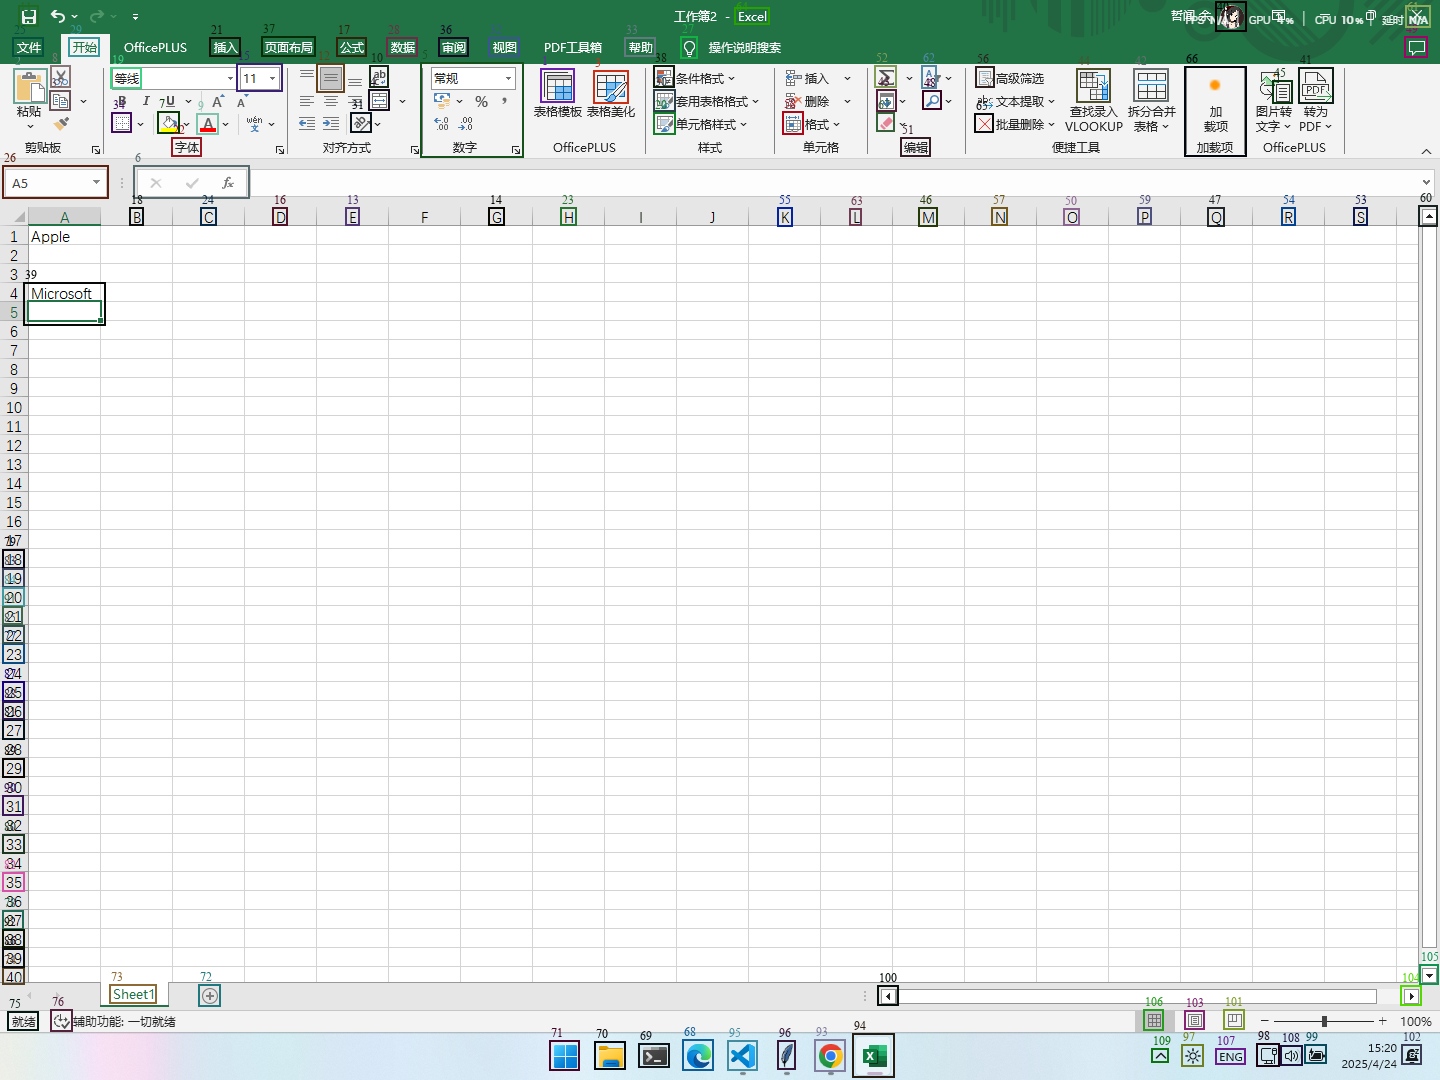 工作簿2 - Excel
GPU 4% | CPU 10% 延时 N/A
文件 开始 OfficePLUS 插入 页面布局 公式 数据 审阅 视图 PDF工具箱 帮助 操作说明搜索
粘贴
剪贴板
等线 11
字体
对齐方式
常规
数字
表格模板 表格美化
OfficePLUS
条件格式
套用表格格式
单元格样式
样式
插入
删除
格式
单元格
编辑
高级筛选
文本提取
批量删除
查找录入 VLOOKUP
拆分合并 表格
便捷工具
加载项
加载项
图片转文字
转为 PDF
OfficePLUS
A5
A B C D E F G H I J K L M N O P Q R S
1 Apple
2
3
4 Microsoft
5
6
7
8
9
10
11
12
13
14
15
16
17
18
19
20
21
22
23
24
25
26
27
28
29
30
31
32
33
34
35
36
37
38
39
40
Sheet1
就绪 辅助功能: 一切就绪 100%
ENG 15:20
2025/4/24